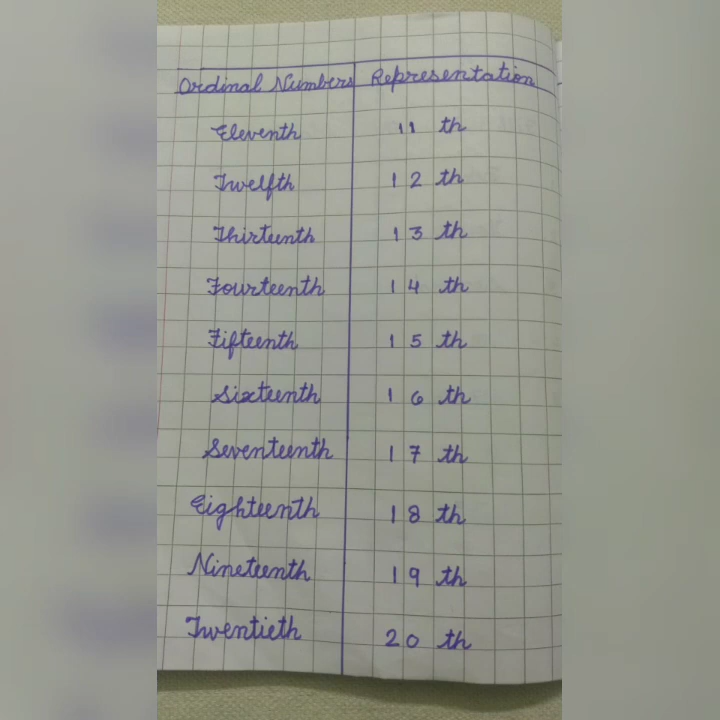 Ordinal Numbers Representation
Eleventh 11 th
Twelfth 12 th
Thirteenth 13 th
Fourteenth 14 th
Fifteenth 15 th
Sixteenth 16 th
Seventeenth 17 th
Eighteenth 18 th
Nineteenth 19 th
Twentieth 20 th